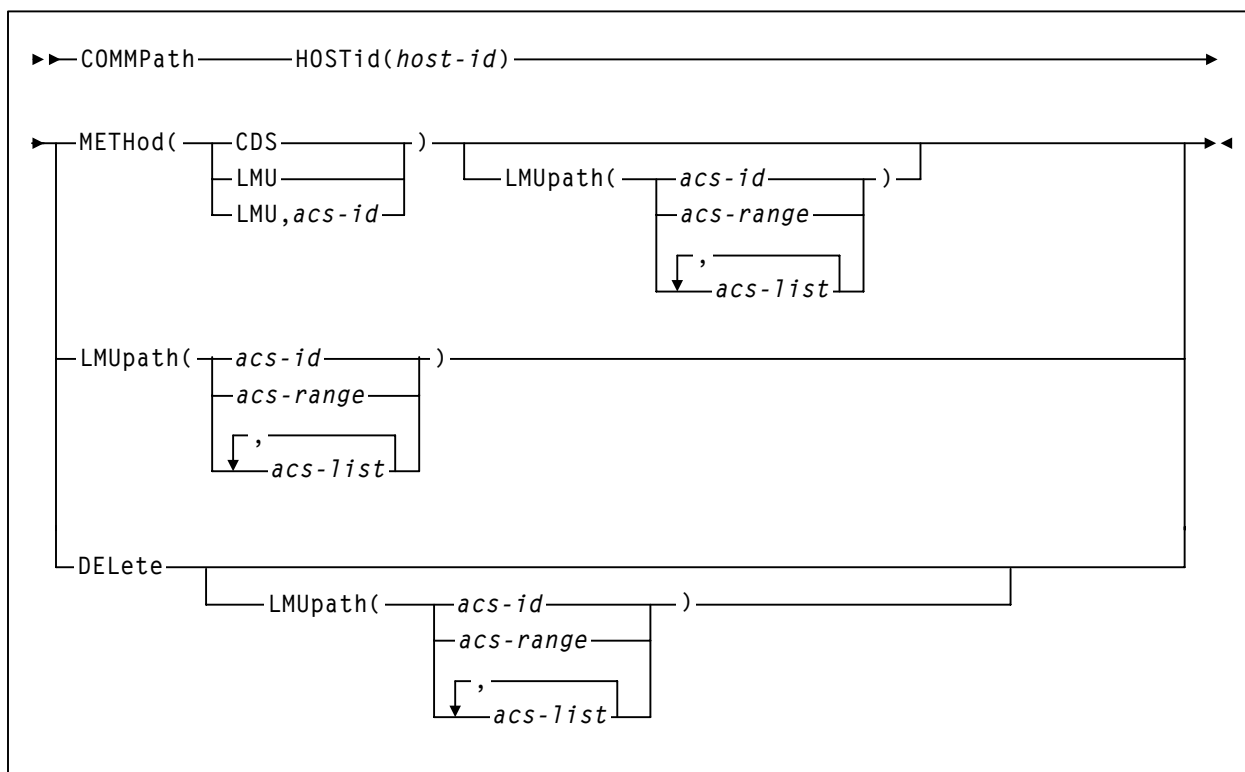 COMMPath HOSTid(host-id)
METHod( CDS )
LMU LMUpath( acs-id )
LMU,acs-id acs-range
,
acs-list
LMUpath( acs-id )
acs-range
,
acs-list
DELete
LMUpath( acs-id )
acs-range
,
acs-list